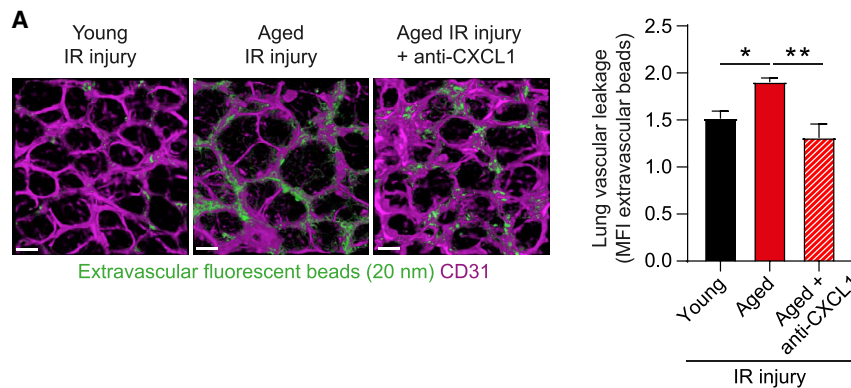 A
Young
IR injury
Aged
IR injury
Aged IR injury
+ anti-CXCL1
Extravascular fluorescent beads (20 nm) CD31
Lung vascular leakage
(MFI extravascular beads)
2.5
2.0
1.5
1.0
0.5
0.0
*
**
Young
Aged
Aged +
anti-CXCL1
IR injury